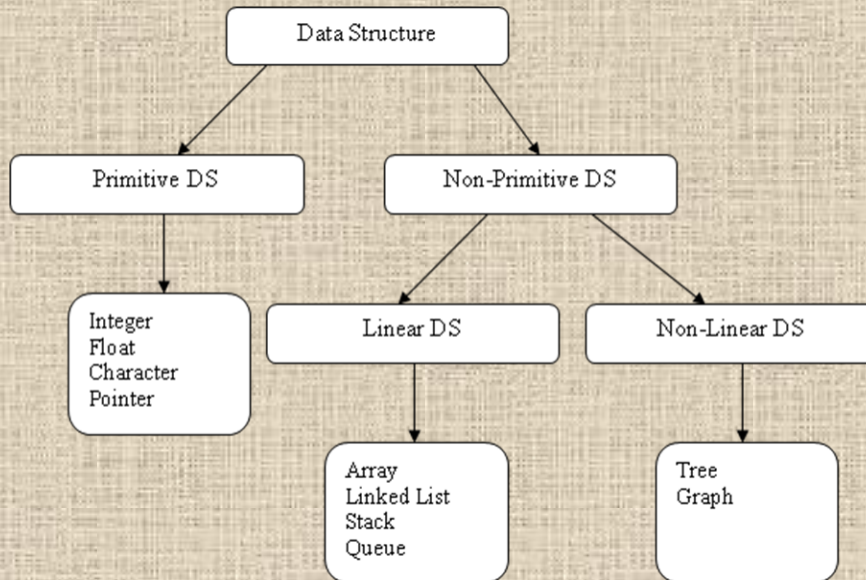 Data Structure
Primitive DS
Non-Primitive DS
Integer
Float
Character
Pointer
Linear DS
Non-Linear DS
Array
Linked List
Stack
Queue
Tree
Graph